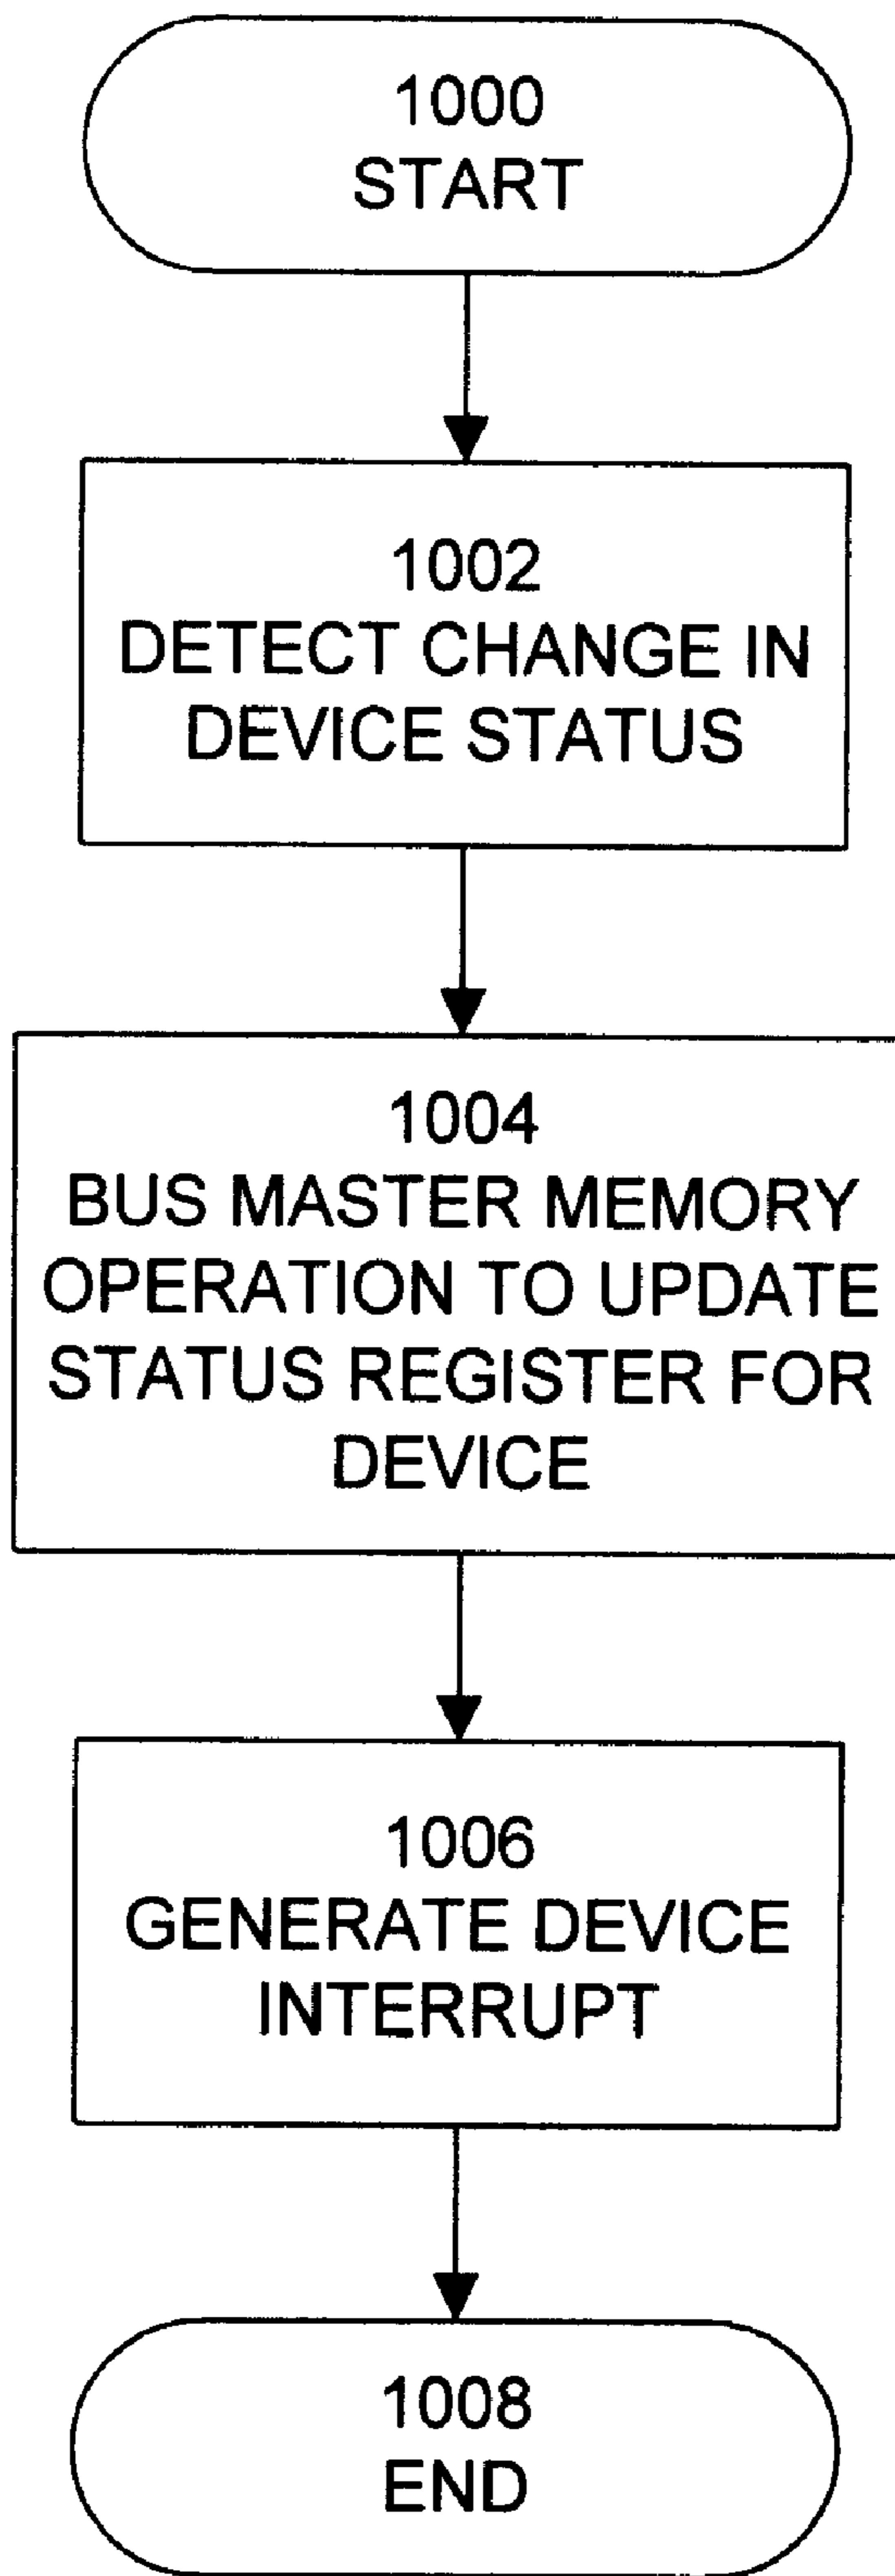 1000
START
1002
DETECT CHANGE IN
DEVICE STATUS
1004
BUS MASTER MEMORY
OPERATION TO UPDATE
STATUS REGISTER FOR
DEVICE
1006
GENERATE DEVICE
INTERRUPT
1008
END